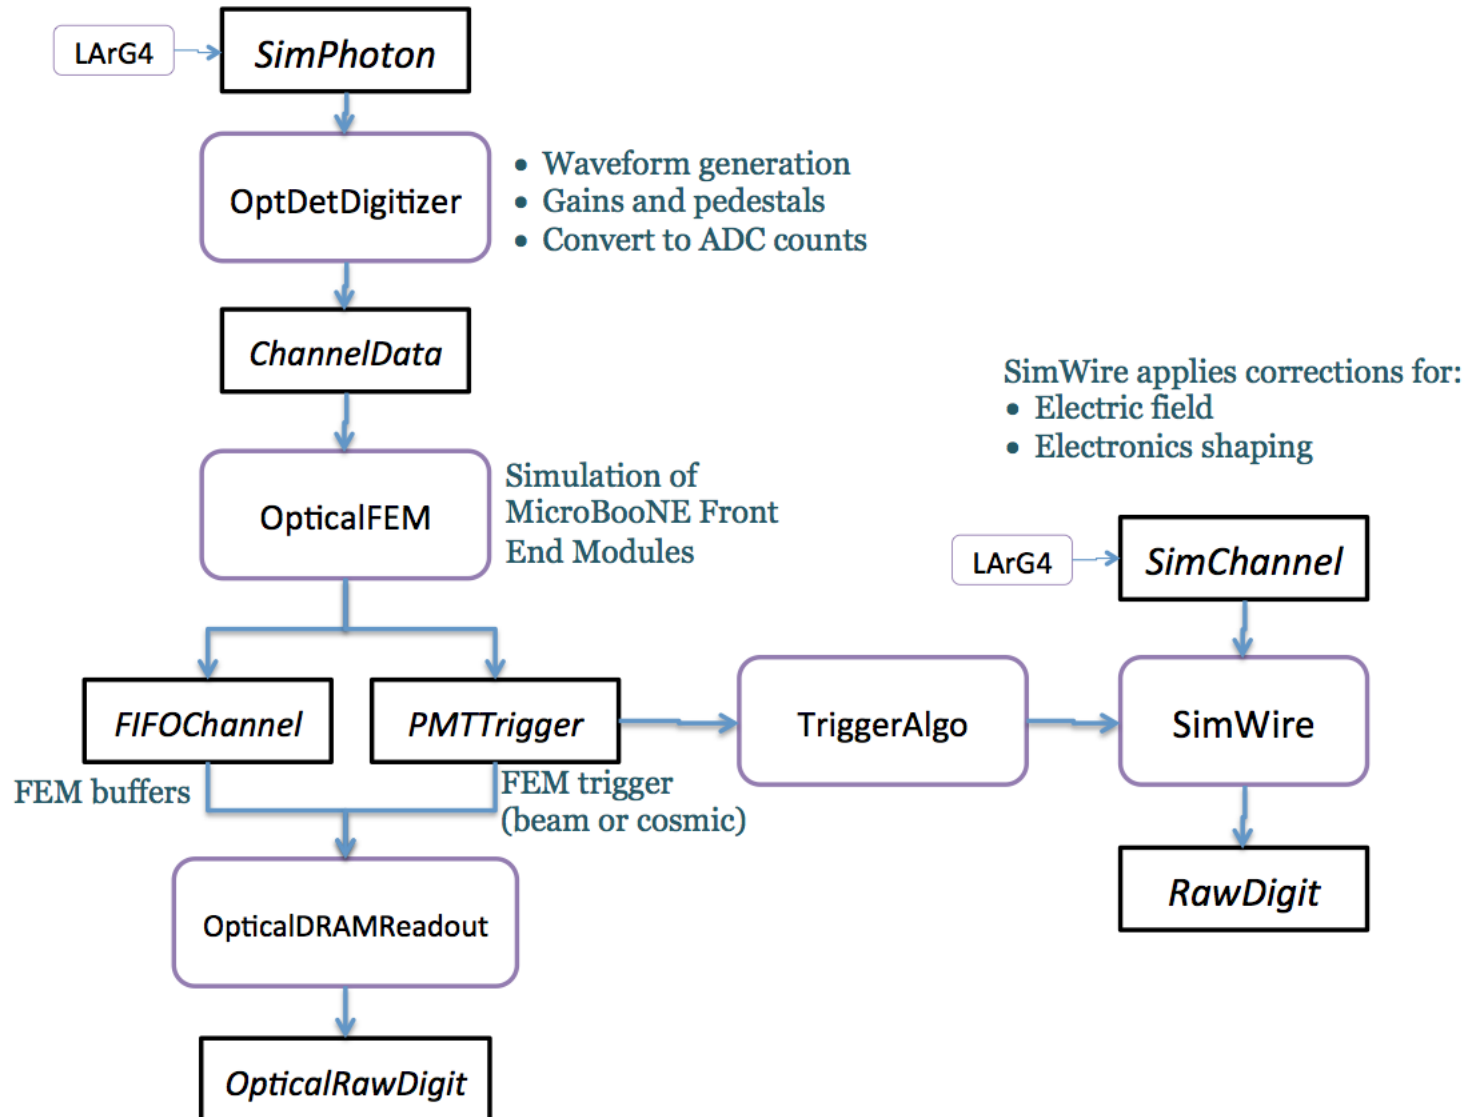 LArG4
SimPhoton
OptDetDigitizer
• Waveform generation
• Gains and pedestals
• Convert to ADC counts
ChannelData
SimWire applies corrections for:
• Electric field
• Electronics shaping
OpticalFEM
Simulation of
MicroBooNE Front
End Modules
LArG4
SimChannel
FIFOChannel
PMTTrigger
TriggerAlgo
SimWire
FEM buffers
FEM trigger
(beam or cosmic)
OpticalDRAMReadout
RawDigit
OpticalRawDigit